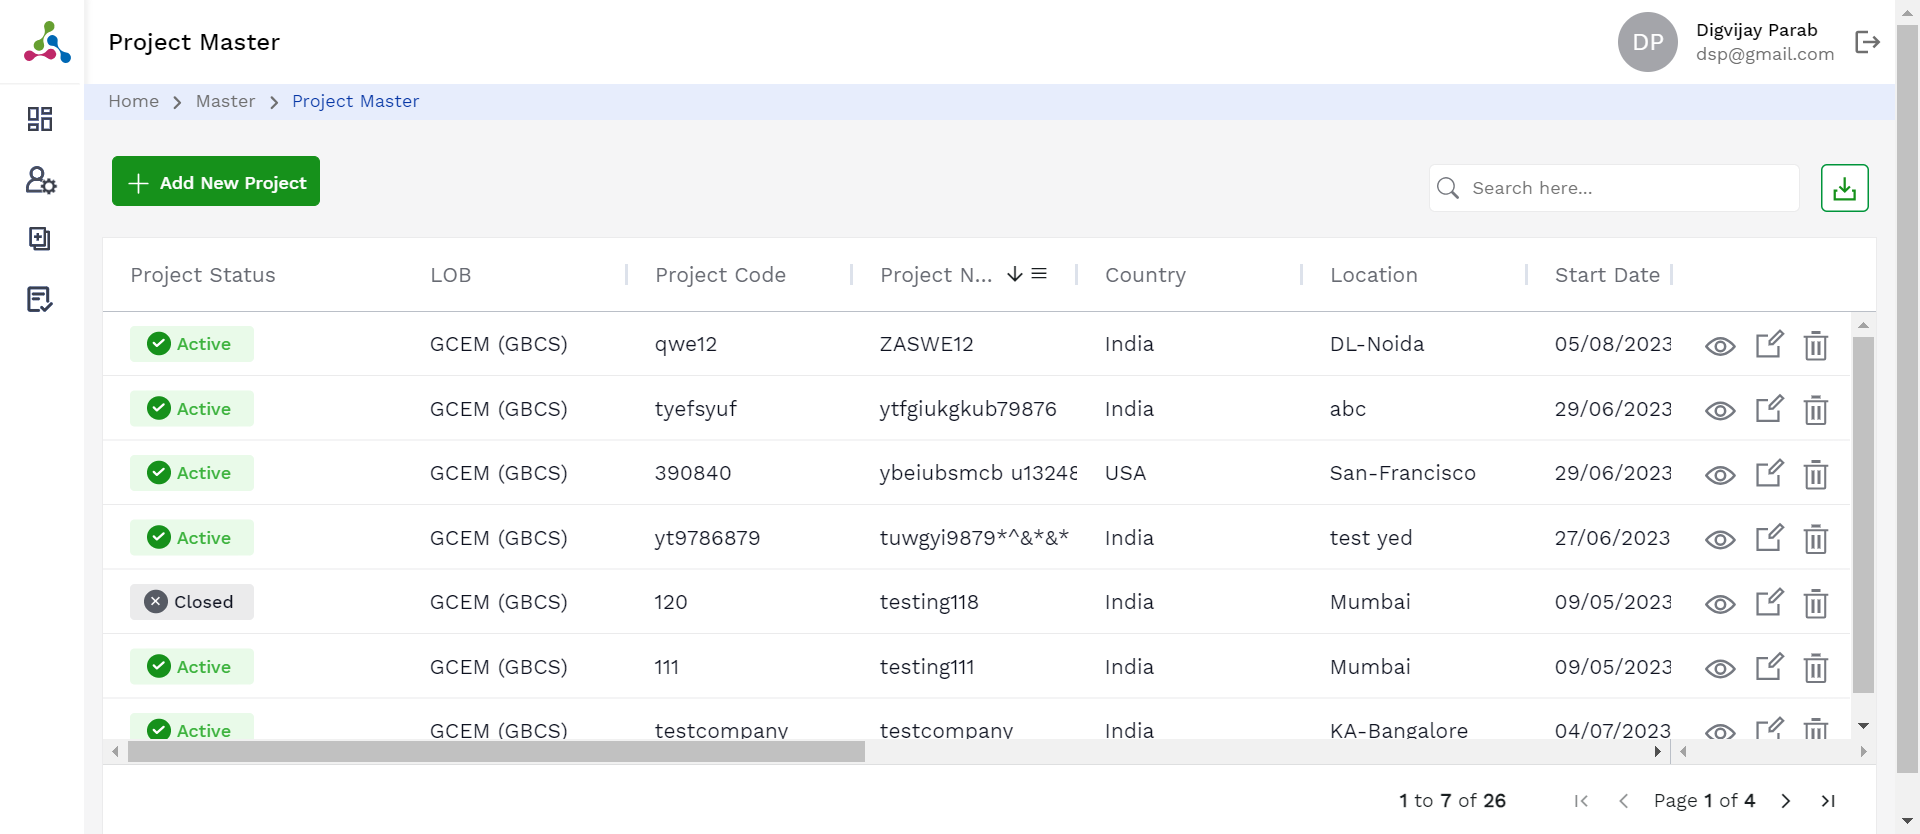 Project Master
DP
Digvijay Parab
dsp@gmail.com
Home > Master > Project Master
Add New Project
Search here...
Project Status LOB Project Code Project N... Country Location Start Date
Active GCEM (GBCS) qwe12 ZASWE12 India DL-Noida 05/08/2023
Active GCEM (GBCS) tyefsyuf ytfgiukgkub79876 India abc 29/06/2023
Active GCEM (GBCS) 390840 ybeiubsmcb u13248 USA San-Francisco 29/06/2023
Active GCEM (GBCS) yt9786879 tuwgyi9879*^&*&* India test yed 27/06/2023
Closed GCEM (GBCS) 120 testing118 India Mumbai 09/05/2023
Active GCEM (GBCS) 111 testing111 India Mumbai 09/05/2023
Active GCEM (GBCS) testcompany testcompany India KA-Bangalore 04/07/2023
1 to 7 of 26 Page 1 of 4